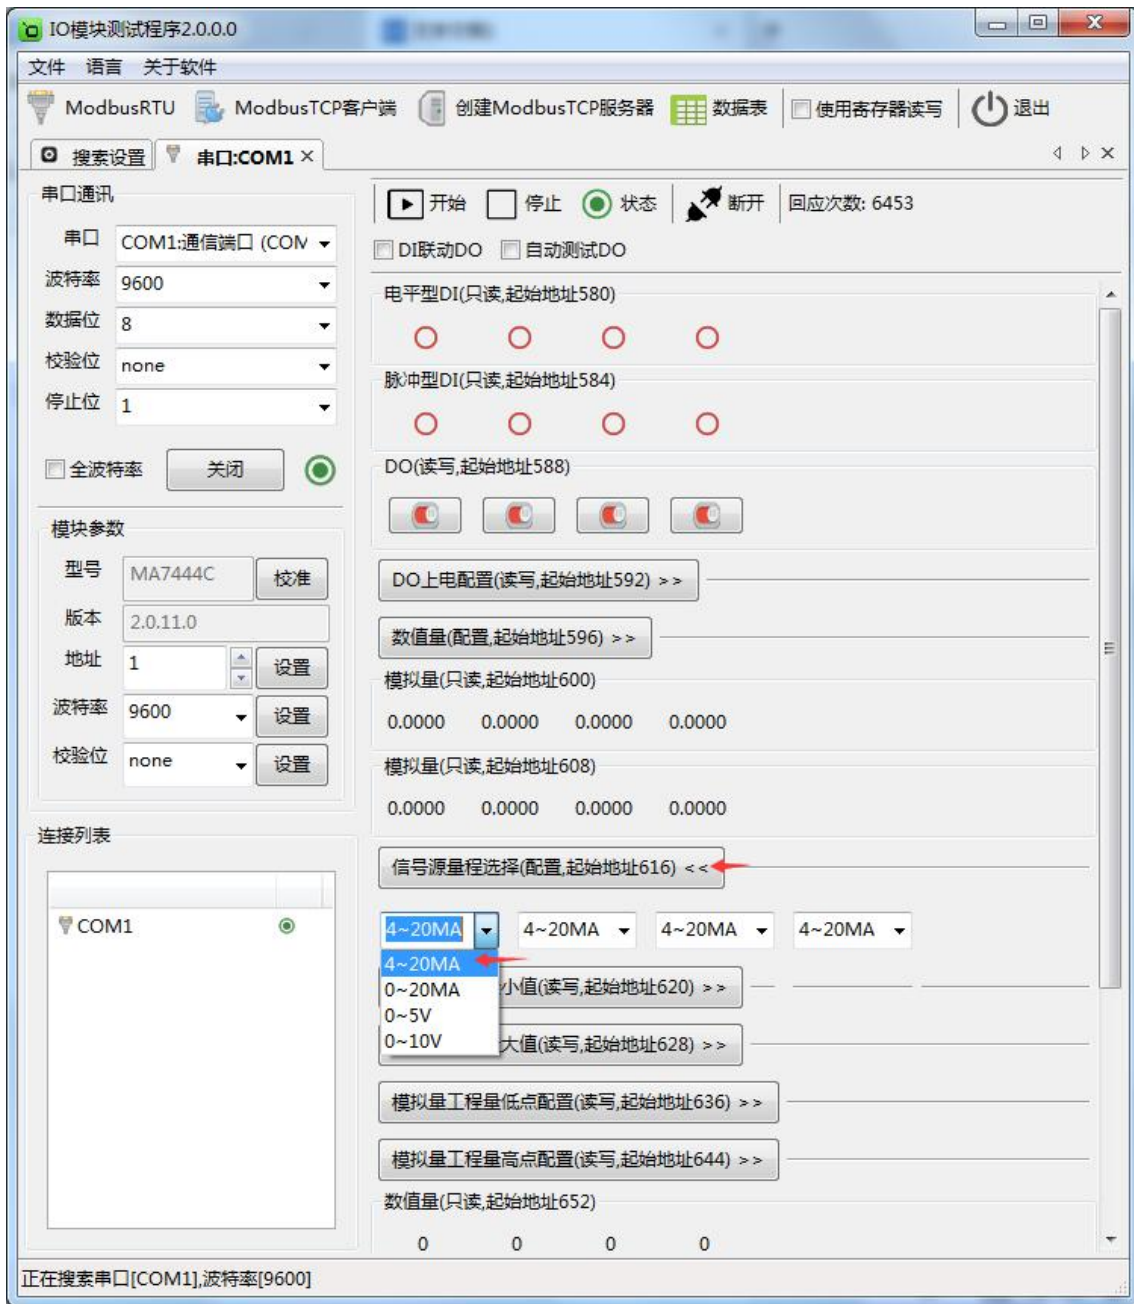 IO模块测试程序2.0.0.0
文件 语言 关于软件
ModbusRTU ModbusTCP客户端 创建ModbusTCP服务器 数据表 使用寄存器读写 退出
搜索设置 串口:COM1
串口通讯
串口 COM1:通信端口 (COM
波特率 9600
数据位 8
校验位 none
停止位 1
全波特率 关闭
模块参数
型号 MA7444C 校准
版本 2.0.11.0
地址 1 设置
波特率 9600 设置
校验位 none 设置
连接列表
COM1
开始 停止 状态 断开 回应次数: 6453
DI联动DO 自动测试DO
电平型DI(只读,起始地址580)
脉冲型DI(只读,起始地址584)
DO(读写,起始地址588)
DO上电配置(读写,起始地址592) >>
数值量(配置,起始地址596) >>
模拟量(只读,起始地址600)
0.0000 0.0000 0.0000 0.0000
模拟量(只读,起始地址608)
0.0000 0.0000 0.0000 0.0000
信号源量程选择(配置,起始地址616) <<
4~20MA 4~20MA 4~20MA 4~20MA
4~20MA
0~20MA
0~5V
0~10V
小值(读写,起始地址620) >>
大值(读写,起始地址628) >>
模拟量工程量低点配置(读写,起始地址636) >>
模拟量工程量高点配置(读写,起始地址644) >>
数值量(只读,起始地址652)
0 0 0 0
正在搜索串口[COM1],波特率[9600]